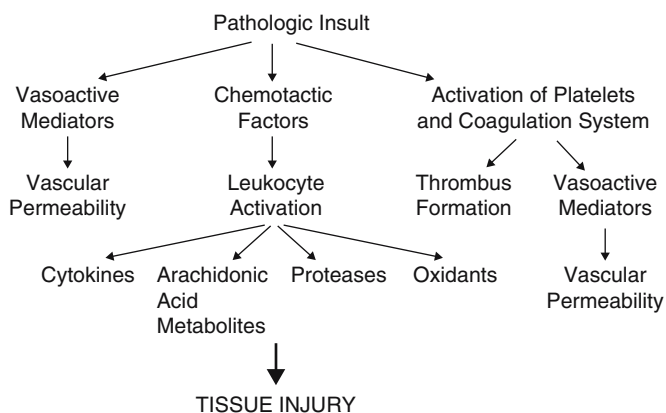 Pathologic Insult
Vasoactive
Mediators
Chemotactic
Factors
Activation of Platelets
and Coagulation System
Vascular
Permeability
Leukocyte
Activation
Thrombus
Formation
Vasoactive
Mediators
Cytokines
Arachidonic
Acid
Metabolites
Proteases
Oxidants
Vascular
Permeability
TISSUE INJURY